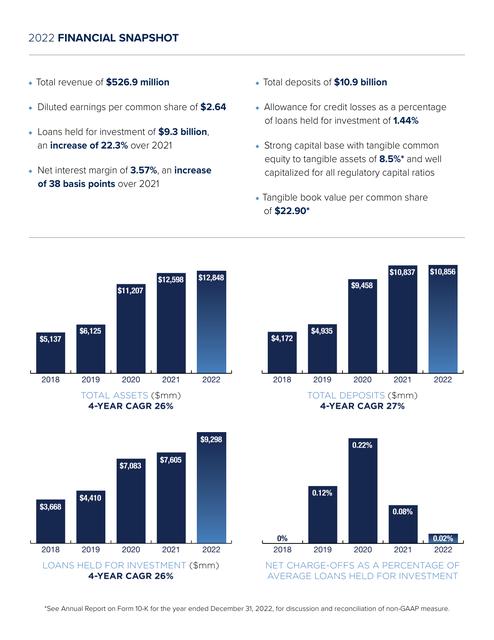 2022 FINANCIAL SNAPSHOT
Total revenue of $526.9 million
Diluted earnings per common share of $2.64
Loans held for investment of $9.3 billion,
an increase of 22.3% over 2021
Net interest margin of 3.57%, an increase
of 38 basis points over 2021
Total deposits of $10.9 billion
Allowance for credit losses as a percentage
of loans held for investment of 1.44%
Strong capital base with tangible common
equity to tangible assets of 8.5%* and well
capitalized for all regulatory capital ratios
Tangible book value per common share
of $22.90*
$5,137 $6,125 $11,207 $12,598 $12,848
2018 2019 2020 2021 2022
TOTAL ASSETS ($mm)
4-YEAR CAGR 26%
$4,172 $4,935 $9,458 $10,837 $10,856
2018 2019 2020 2021 2022
TOTAL DEPOSITS ($mm)
4-YEAR CAGR 27%
$3,668 $4,410 $7,083 $7,605 $9,298
2018 2019 2020 2021 2022
LOANS HELD FOR INVESTMENT ($mm)
4-YEAR CAGR 26%
0% 0.12% 0.22% 0.08% 0.02%
2018 2019 2020 2021 2022
NET CHARGE-OFFS AS A PERCENTAGE OF
AVERAGE LOANS HELD FOR INVESTMENT
*See Annual Report on Form 10-K for the year ended December 31, 2022, for discussion and reconciliation of non-GAAP measure.